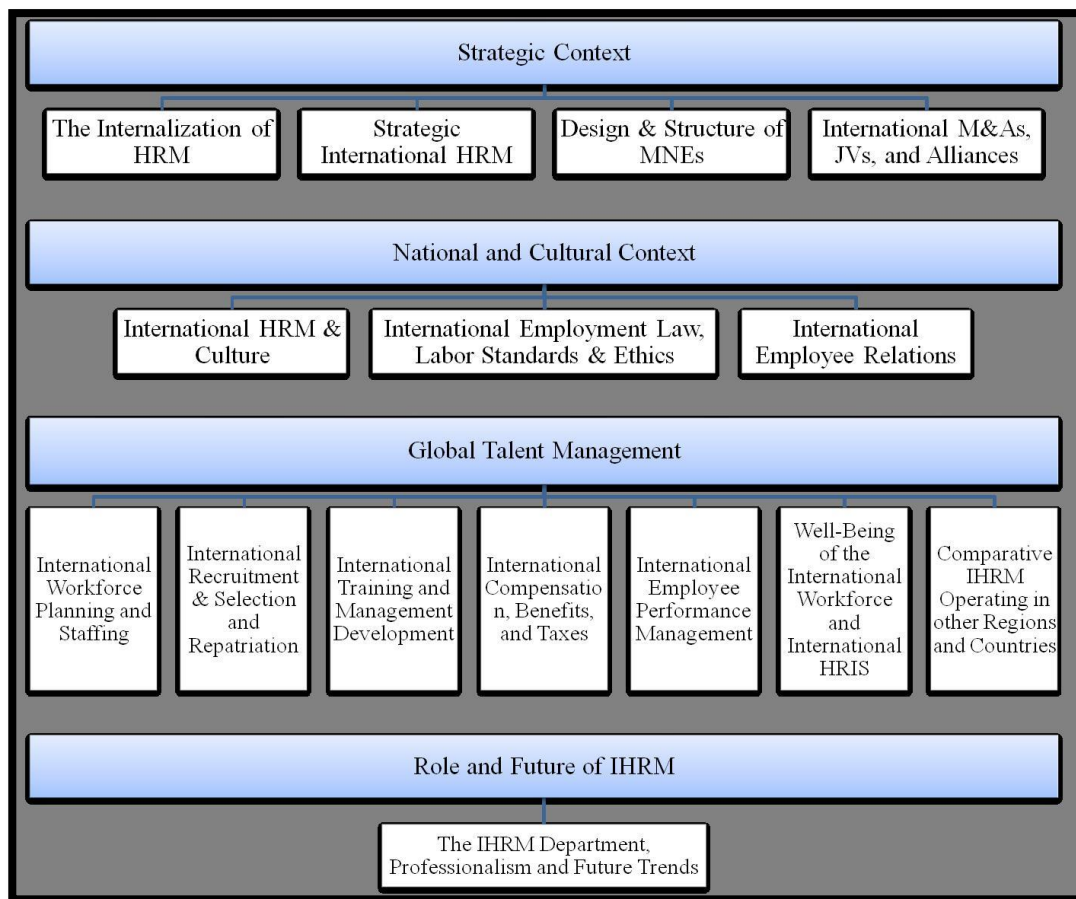 Strategic Context
The Internalization of
HRM
Strategic
International HRM
Design & Structure of
MNEs
International M&As,
JVs, and Alliances
National and Cultural Context
International HRM &
Culture
International Employment Law,
Labor Standards & Ethics
International
Employee Relations
Global Talent Management
International
Workforce
Planning and
Staffing
International
Recruitment
& Selection
and
Repatriation
International
Training and
Management
Development
International
Compensatio
n, Benefits,
and Taxes
International
Employee
Performance
Management
Well-Being
of the
International
Workforce
and
International
HRIS
Comparative
IHRM
Operating in
other Regions
and Countries
Role and Future of IHRM
The IHRM Department,
Professionalism and Future Trends